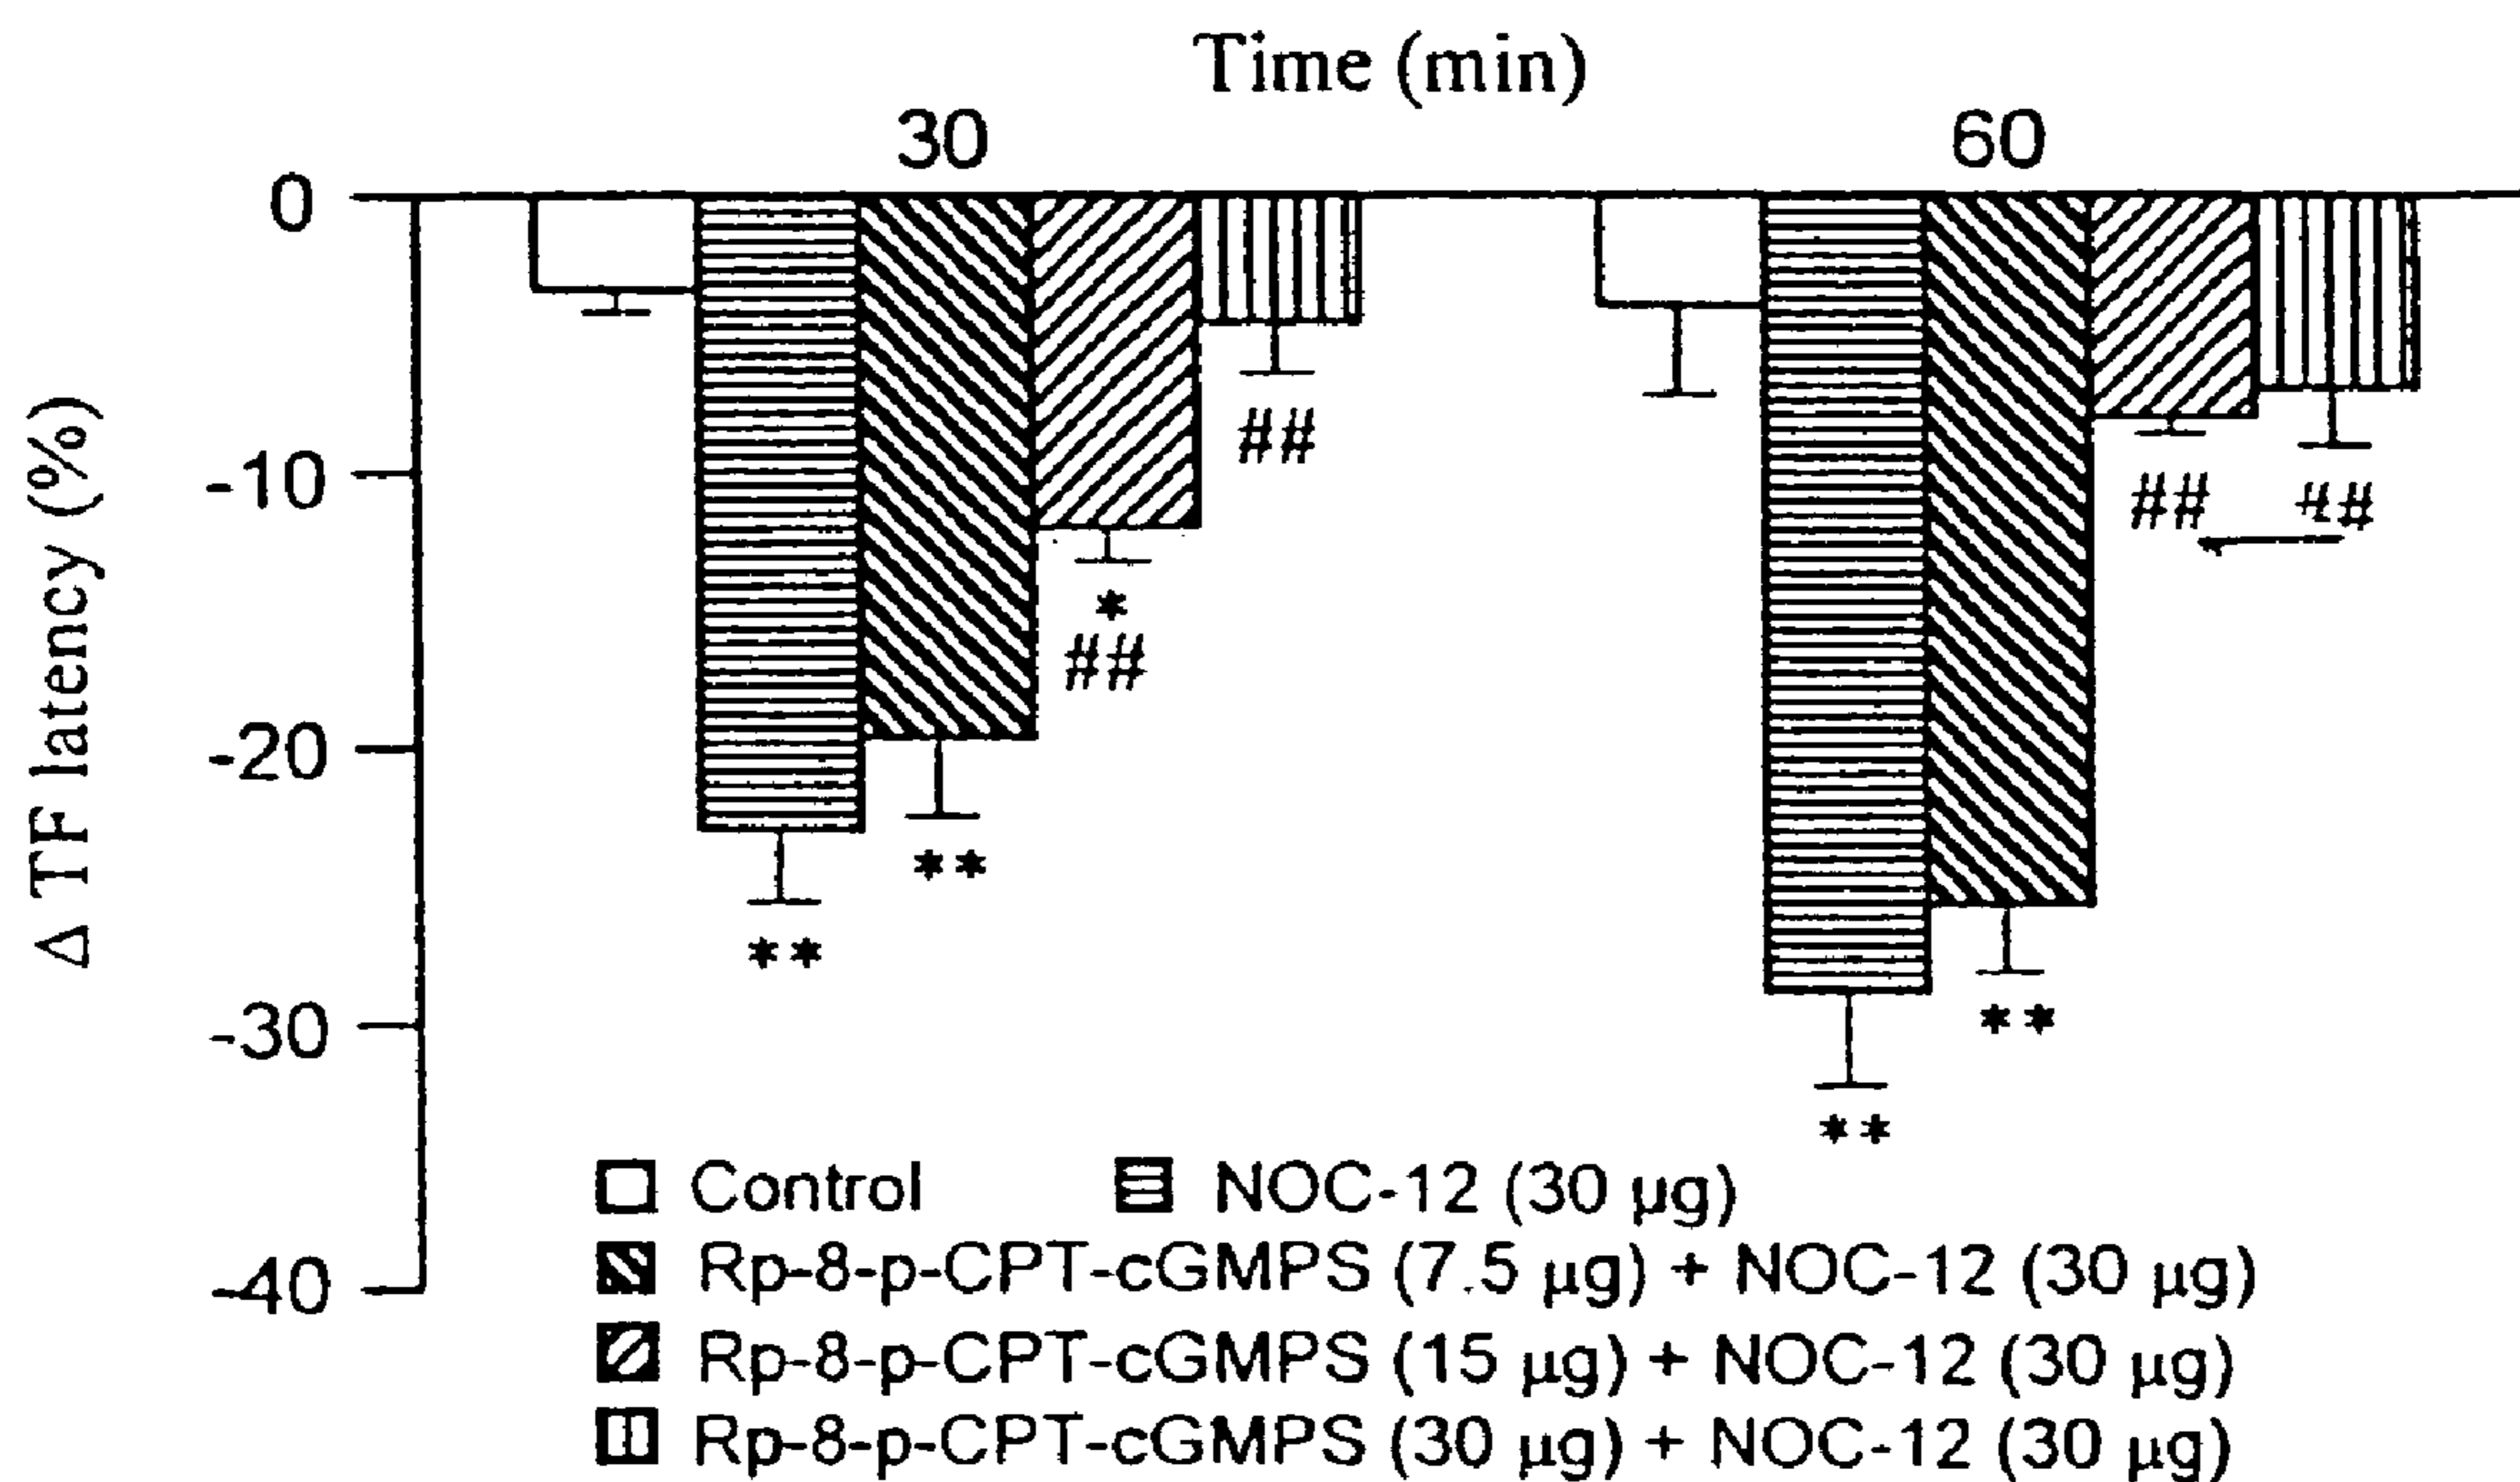 Time (min)
30 60
0
-10
-20
-30
-40
Δ TF latency (%)
##
## ##
*
##
**
**
**
**
Control NOC-12 (30 µg)
Rp-8-p-CPT-cGMPS (7.5 µg) + NOC-12 (30 µg)
Rp-8-p-CPT-cGMPS (15 µg) + NOC-12 (30 µg)
Rp-8-p-CPT-cGMPS (30 µg) + NOC-12 (30 µg)